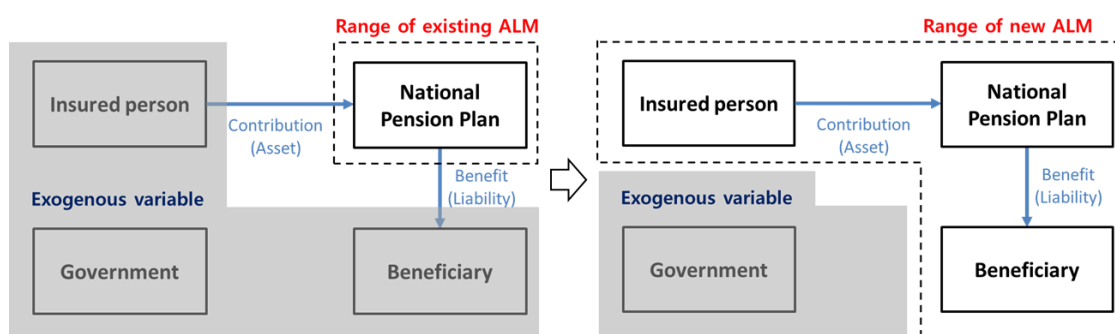 Range of existing ALM
Insured person
Contribution
(Asset)
National
Pension Plan
Benefit
(Liability)
Exogenous variable
Government
Beneficiary
Range of new ALM
Insured person
Contribution
(Asset)
National
Pension Plan
Benefit
(Liability)
Exogenous variable
Government
Beneficiary